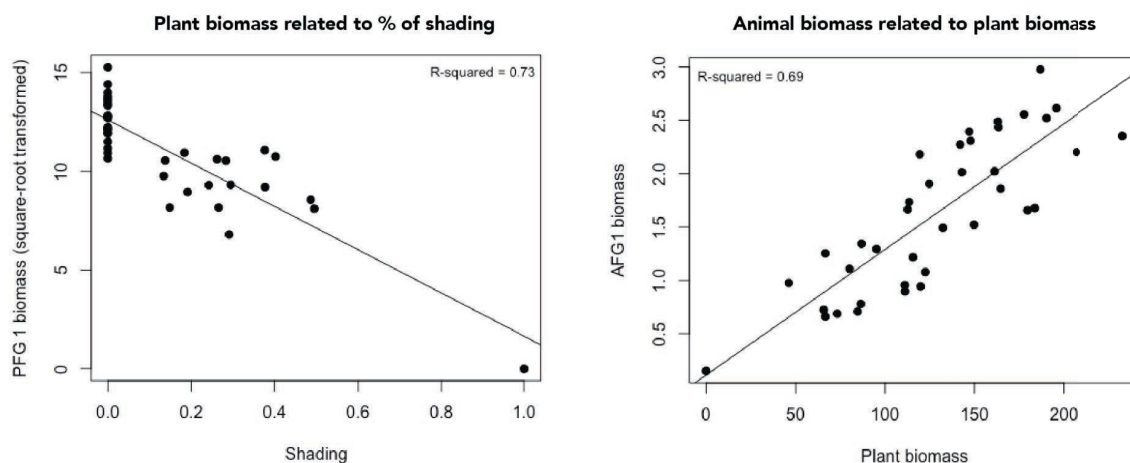 Plant biomass related to % of shading
R-squared = 0.73
PFG 1 biomass (square-root transformed)
15
10
5
0
0.0 0.2 0.4 0.6 0.8 1.0
Shading
Animal biomass related to plant biomass
R-squared = 0.69
AFG1 biomass
3.0
2.5
2.0
1.5
1.0
0.5
0 50 100 150 200
Plant biomass